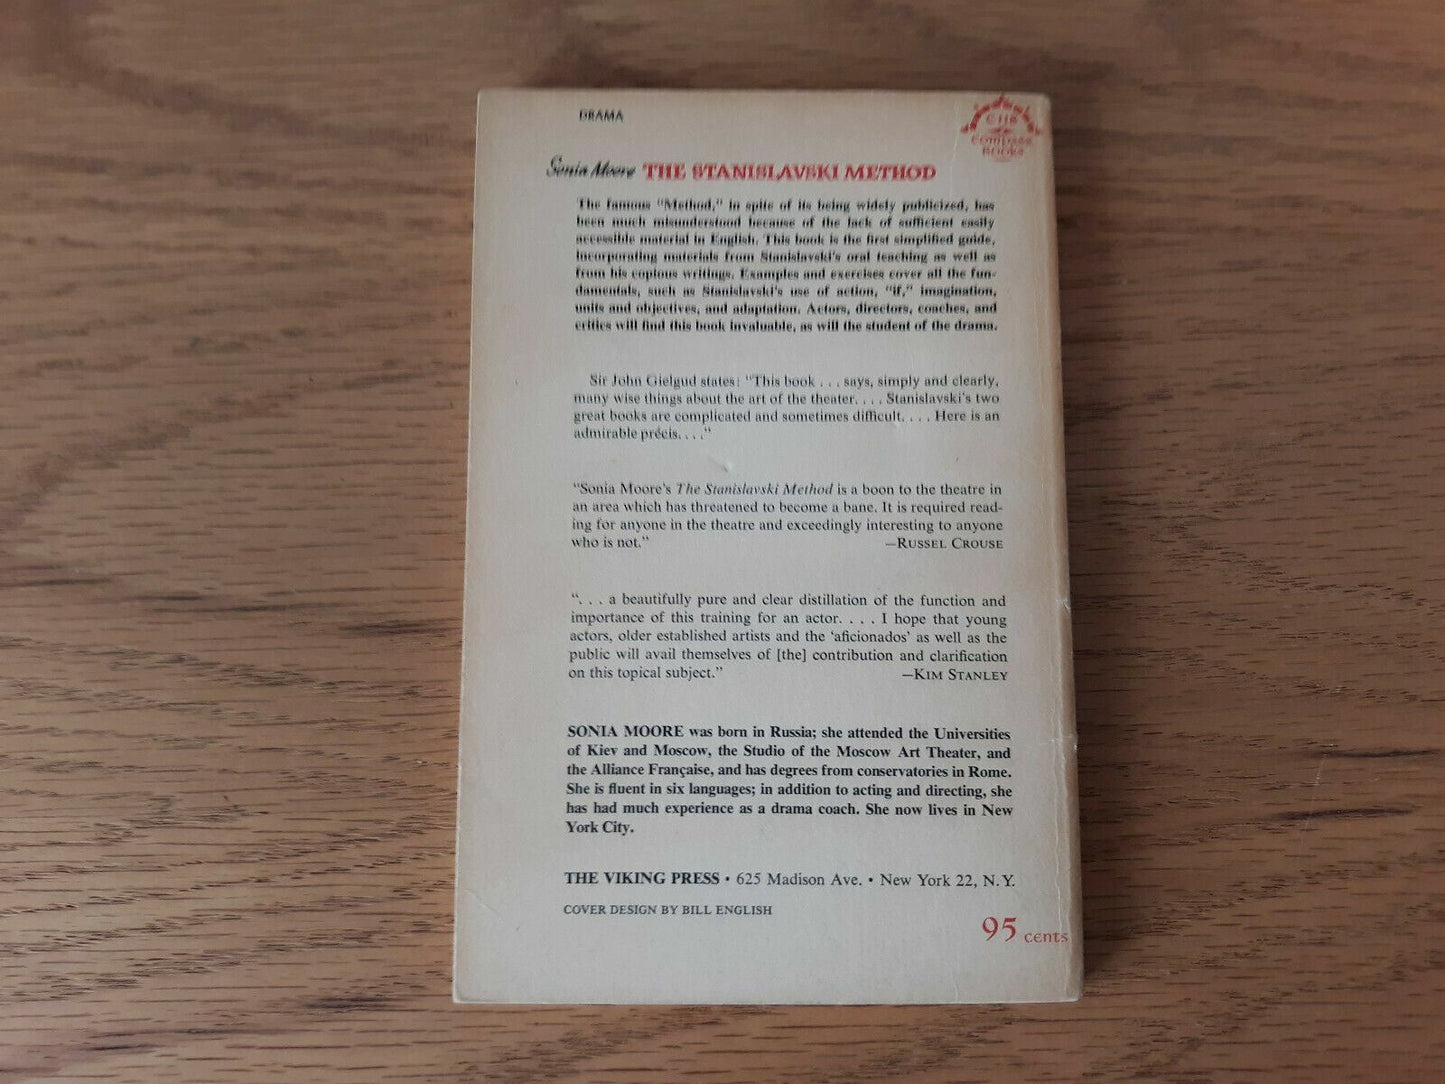 DRAMA
C118
COMPASS
BOOKS
Sonia Moore THE STANISLAVSKI METHOD
The famous "Method," in spite of its being widely publicized, has
been much misunderstood because of the lack of sufficient easily
accessible material in English. This book is the first simplified guide,
incorporating materials from Stanislavski's oral teaching as well as
from his copious writings. Examples and exercises cover all the fun-
damentals, such as Stanislavski's use of action, "if," imagination,
units and objectives, and adaptation. Actors, directors, coaches, and
critics will find this book invaluable, as will the student of the drama.
Sir John Gielgud states: "This book . . . says, simply and clearly,
many wise things about the art of the theater. . . . Stanislavski's two
great books are complicated and sometimes difficult. . . . Here is an
admirable précis. . . ."
"Sonia Moore's The Stanislavski Method is a boon to the theatre in
an area which has threatened to become a bane. It is required read-
ing for anyone in the theatre and exceedingly interesting to anyone
who is not." —RUSSEL CROUSE
". . . a beautifully pure and clear distillation of the function and
importance of this training for an actor. . . . I hope that young
actors, older established artists and the 'aficionados' as well as the
public will avail themselves of [the] contribution and clarification
on this topical subject." —KIM STANLEY
SONIA MOORE was born in Russia; she attended the Universities
of Kiev and Moscow, the Studio of the Moscow Art Theater, and
the Alliance Française, and has degrees from conservatories in Rome.
She is fluent in six languages; in addition to acting and directing, she
has had much experience as a drama coach. She now lives in New
York City.
THE VIKING PRESS • 625 Madison Ave. • New York 22, N.Y.
COVER DESIGN BY BILL ENGLISH
95 cents